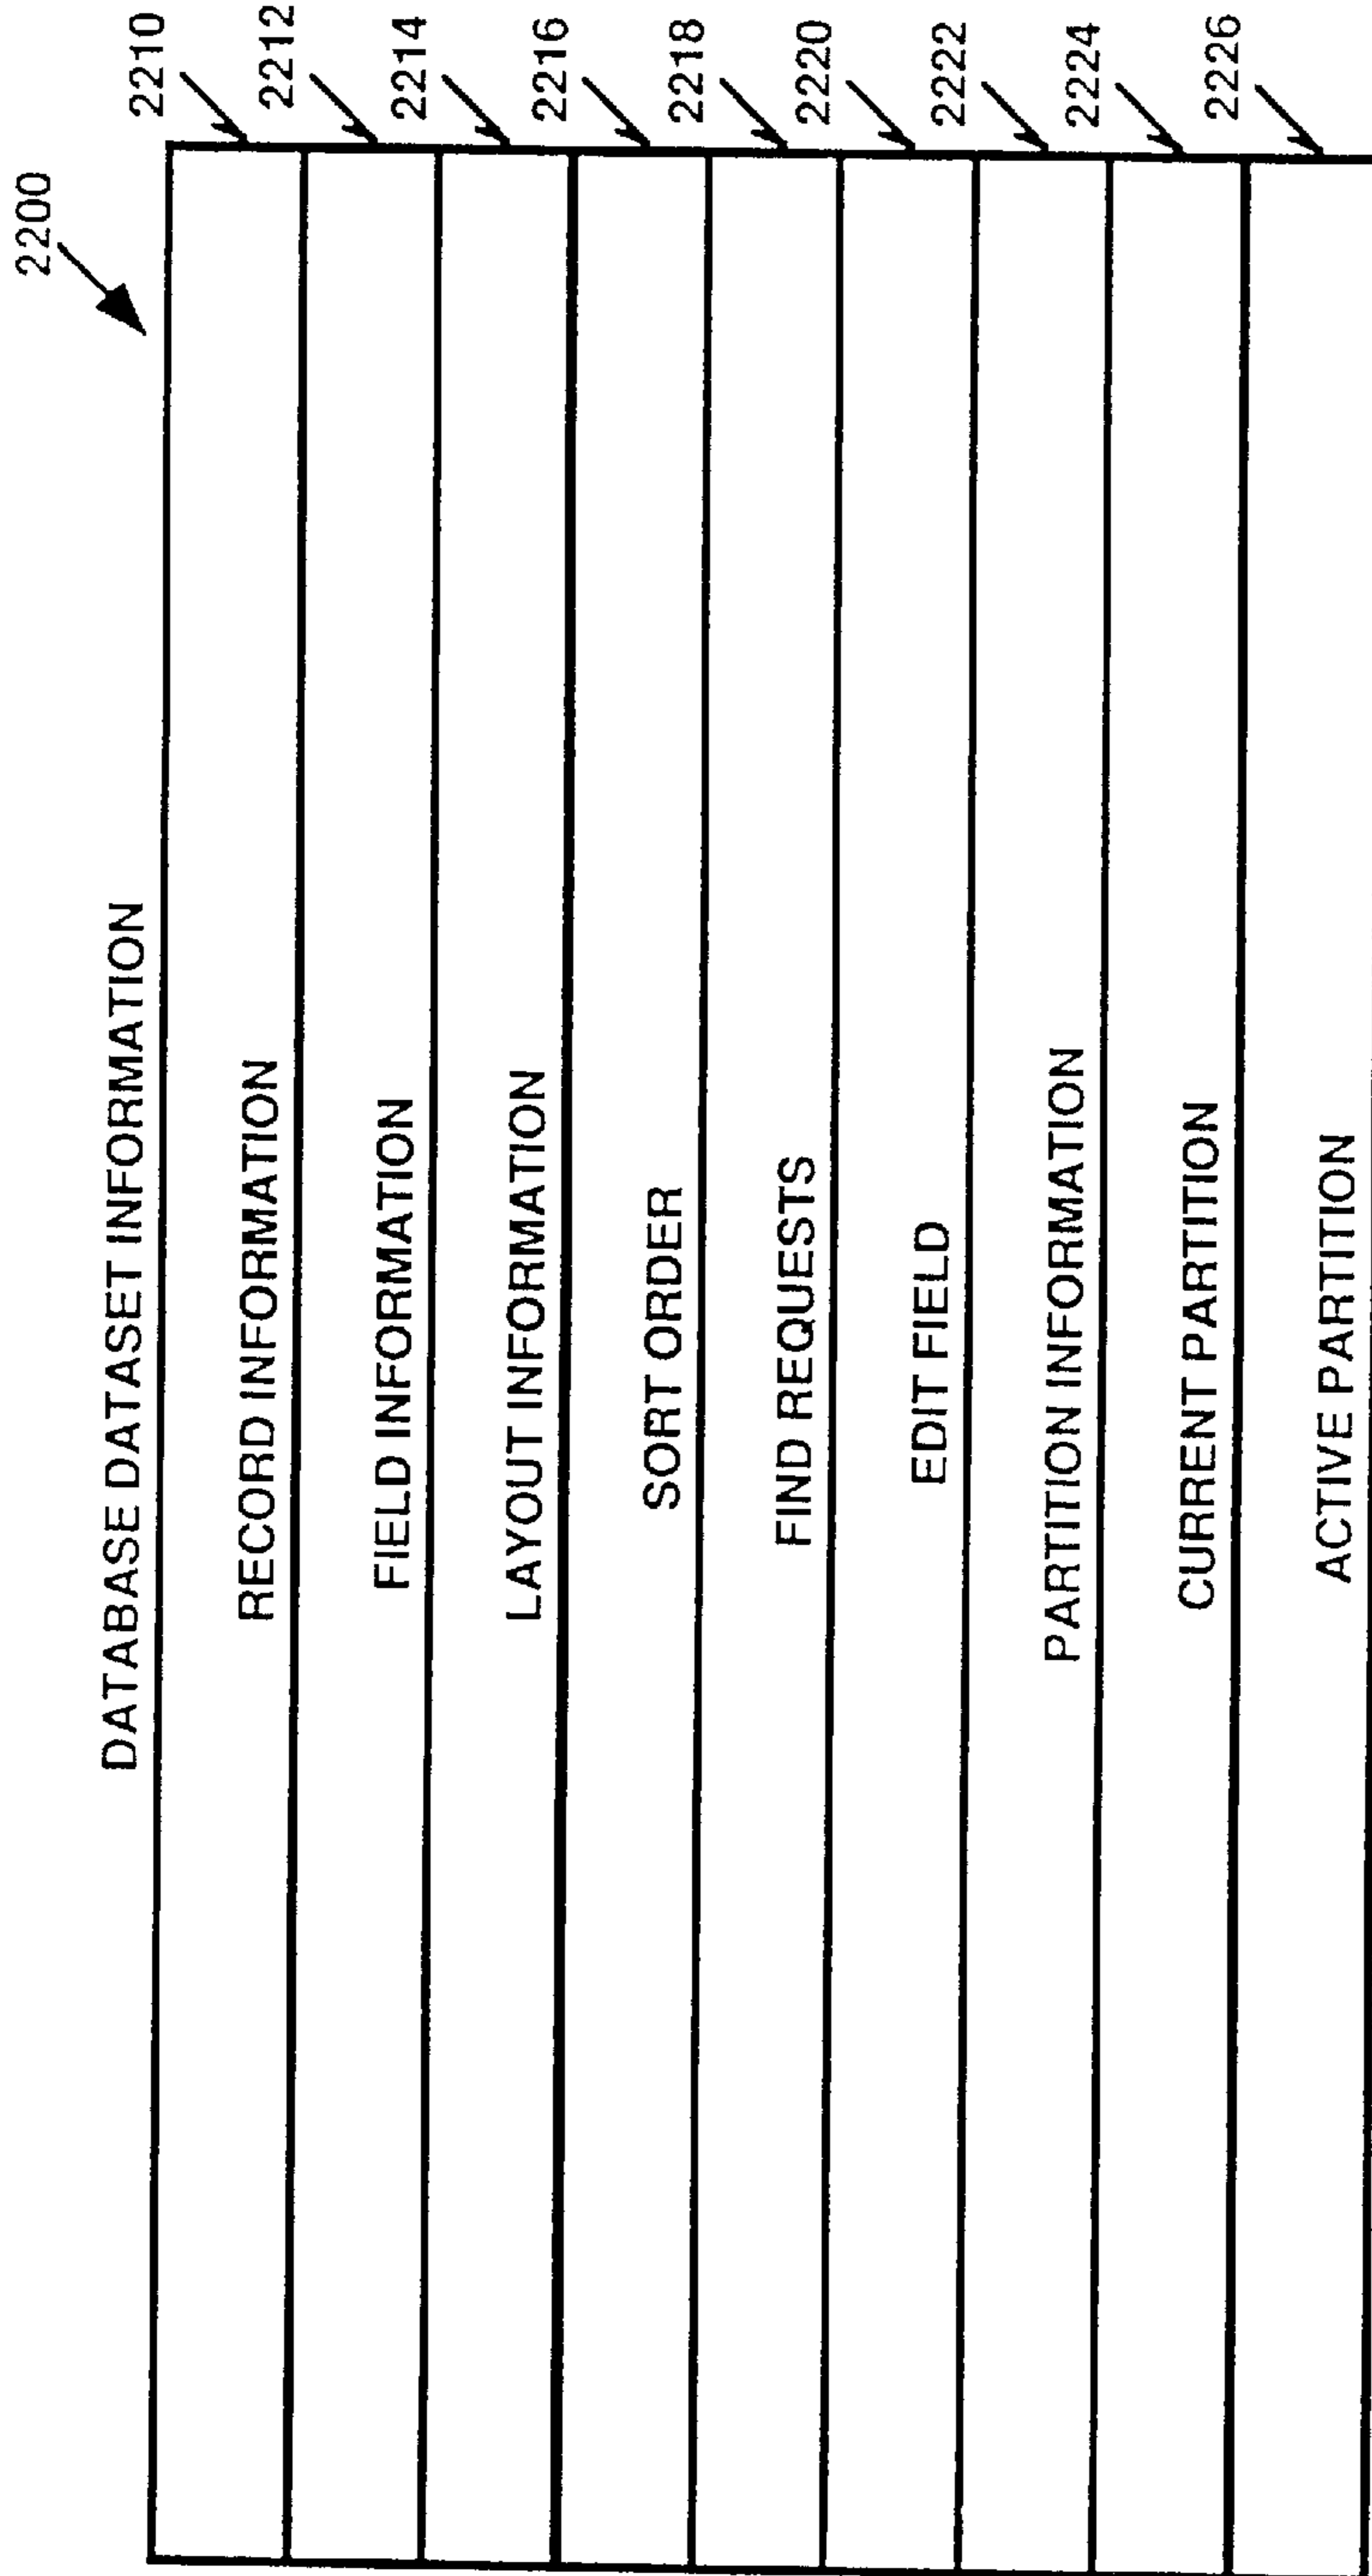 2200
DATABASE DATASET INFORMATION
RECORD INFORMATION 2210
FIELD INFORMATION 2212
LAYOUT INFORMATION 2214
SORT ORDER 2216
FIND REQUESTS 2218
EDIT FIELD 2220
PARTITION INFORMATION 2222
CURRENT PARTITION 2224
ACTIVE PARTITION 2226